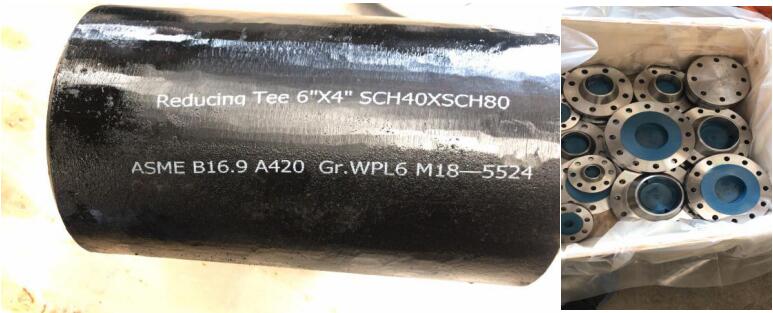 Reducing Tee 6"X4" SCH40XSCH80
ASME B16.9 A420 Gr.WPL6 M18—5524